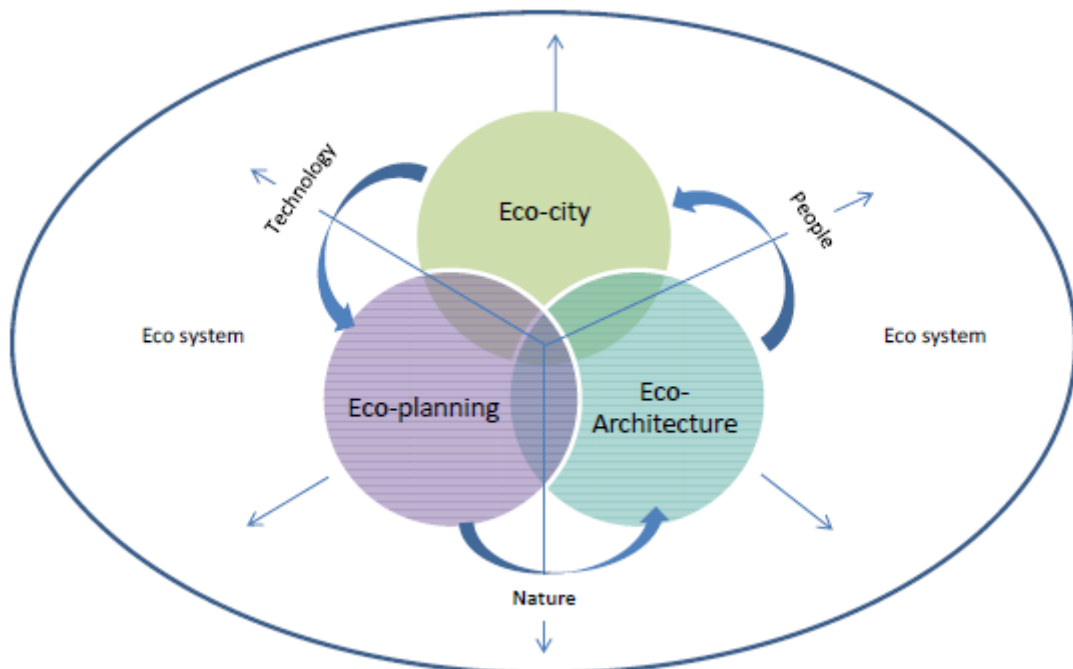 Technology
People
Eco-city
Eco system
Eco system
Eco-planning
Eco-
Architecture
Nature